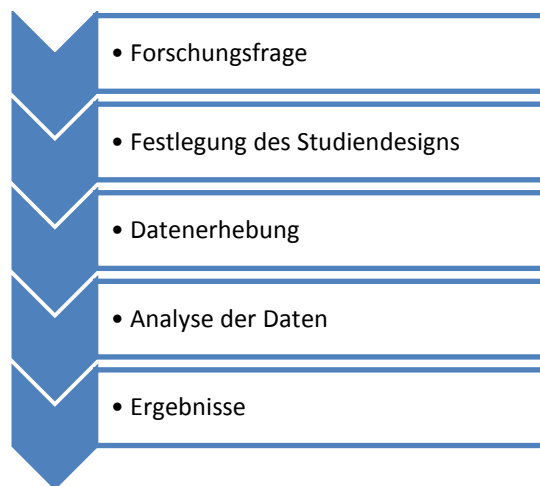 • Forschungsfrage
• Festlegung des Studiendesigns
• Datenerhebung
• Analyse der Daten
• Ergebnisse